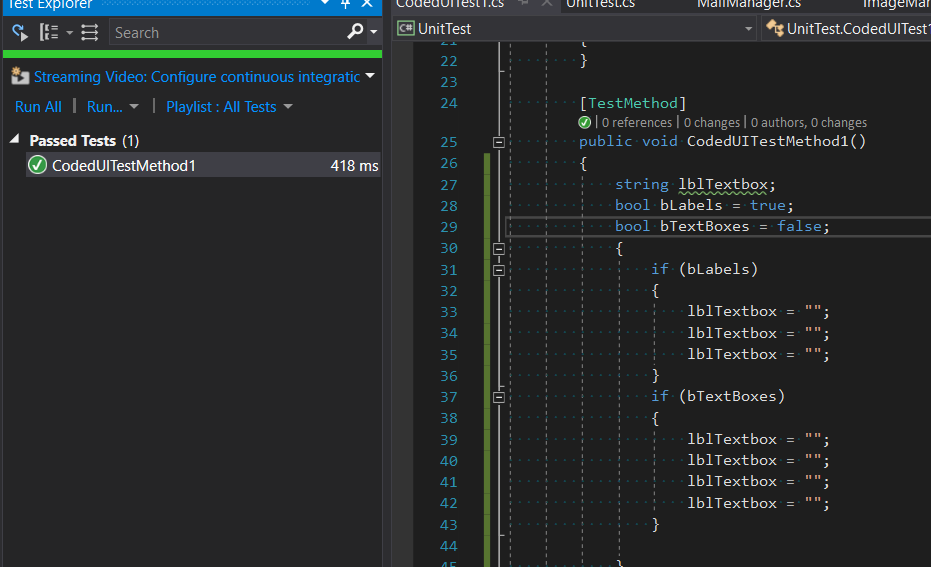 Test Explorer
Search
Streaming Video: Configure continuous integratic
Run All | Run... | Playlist : All Tests
Passed Tests (1)
CodedUITestMethod1 418 ms
CodedUITest1.cs UnitTest.cs MailManager.cs ImageMan
C# UnitTest UnitTest.CodedUITest1
21 {
22 }
23
24 [TestMethod]
| 0 references | 0 changes | 0 authors, 0 changes
25 public void CodedUITestMethod1()
26 {
27 string lblTextbox;
28 bool bLabels = true;
29 bool bTextBoxes = false;
30 {
31 if (bLabels)
32 {
33 lblTextbox = "";
34 lblTextbox = "";
35 lblTextbox = "";
36 }
37 if (bTextBoxes)
38 {
39 lblTextbox = "";
40 lblTextbox = "";
41 lblTextbox = "";
42 lblTextbox = "";
43 }
44
45 }